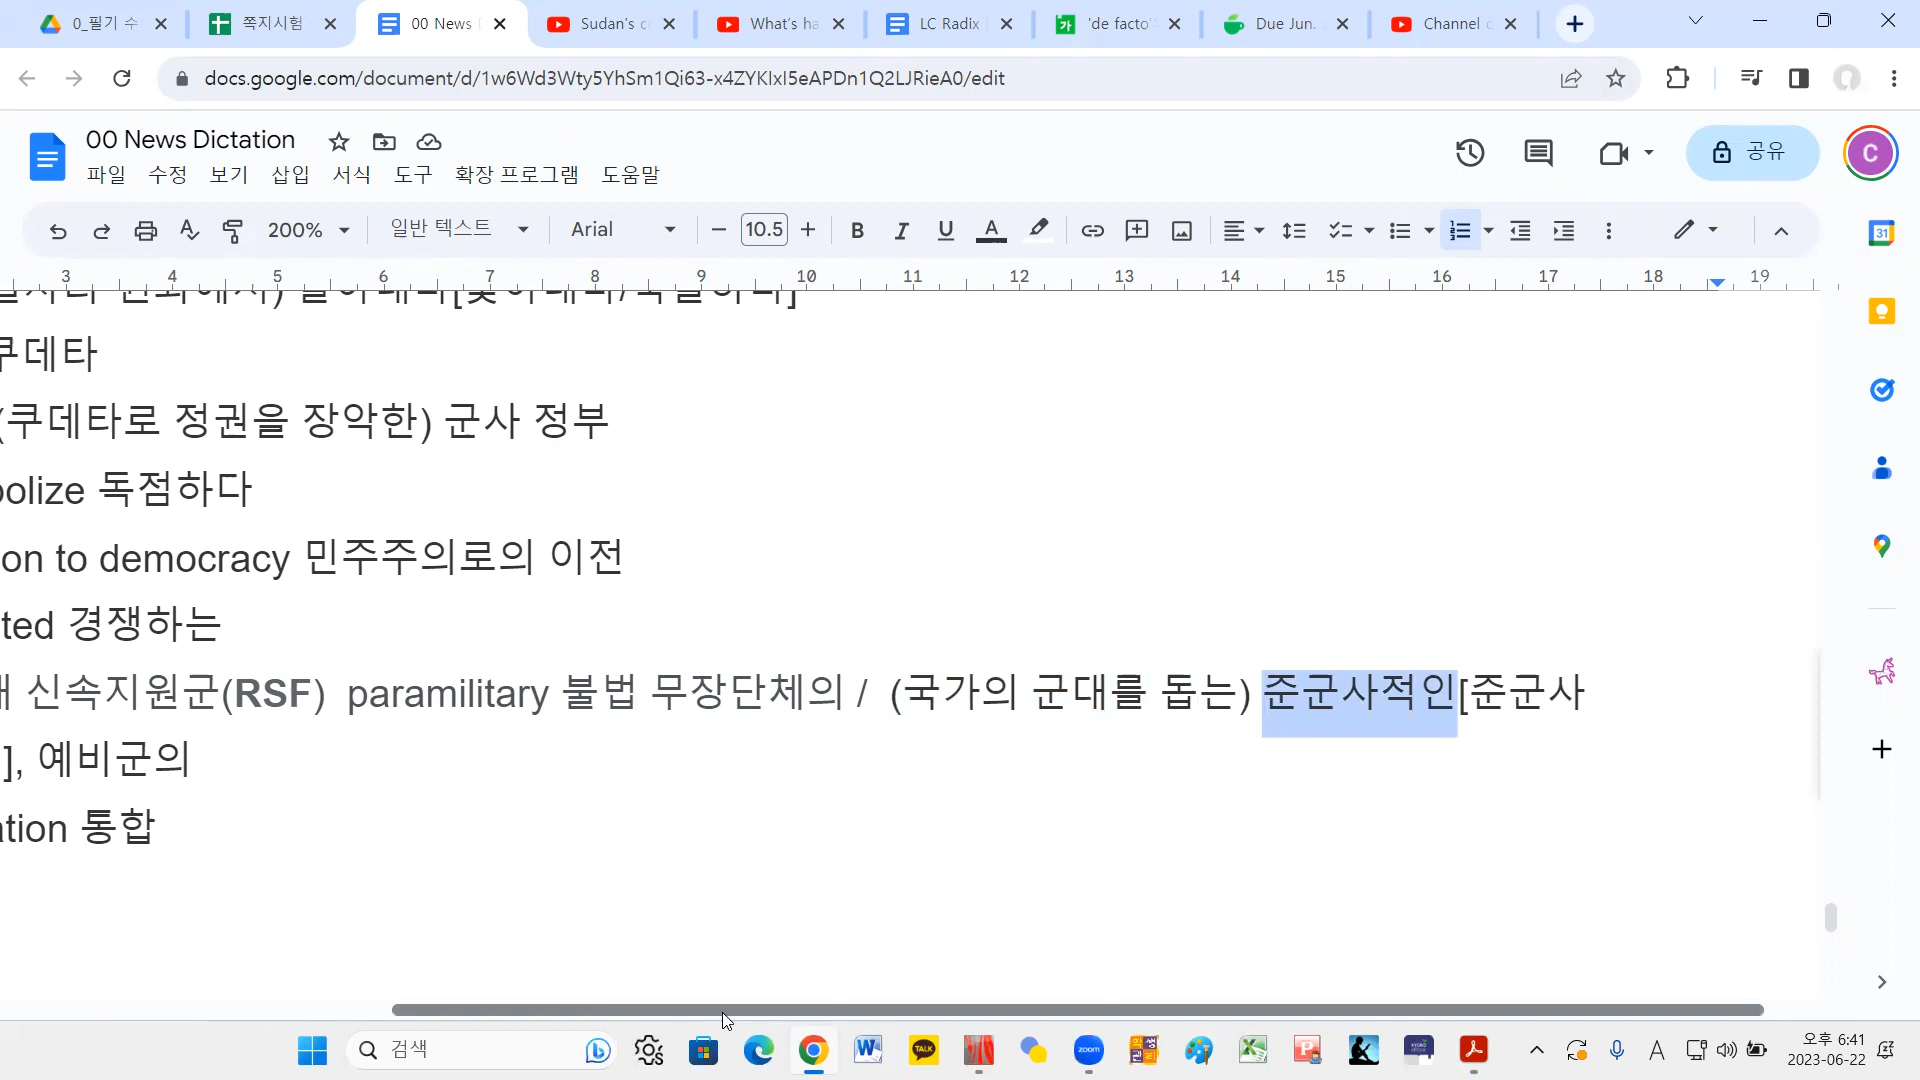 0_필기 수
쪽지시험
00 News
Sudan's c
What's ha
LC Radix
'de facto'
Due Jun.
Channel
docs.google.com/document/d/1w6Wd3Wty5YhSm1Qi63-x4ZYKIxI5eAPDn1Q2LJRieA0/edit
00 News Dictation
파일 수정 보기 삽입 서식 도구 확장 프로그램 도움말
공유
C
200% 일반 텍스트 Arial 10.5 B I U A
31
3 4 5 6 7 8 9 10 11 12 13 14 15 16 17 18 19
쿠데타
(쿠데타로 정권을 장악한) 군사 정부
polize 독점하다
on to democracy 민주주의로의 이전
ted 경쟁하는
신속지원군(RSF) paramilitary 불법 무장단체의 / (국가의 군대를 돕는) 준군사적인[준군사
], 예비군의
ation 통합
검색
TALK
zoom
A
오후 6:41
2023-06-22